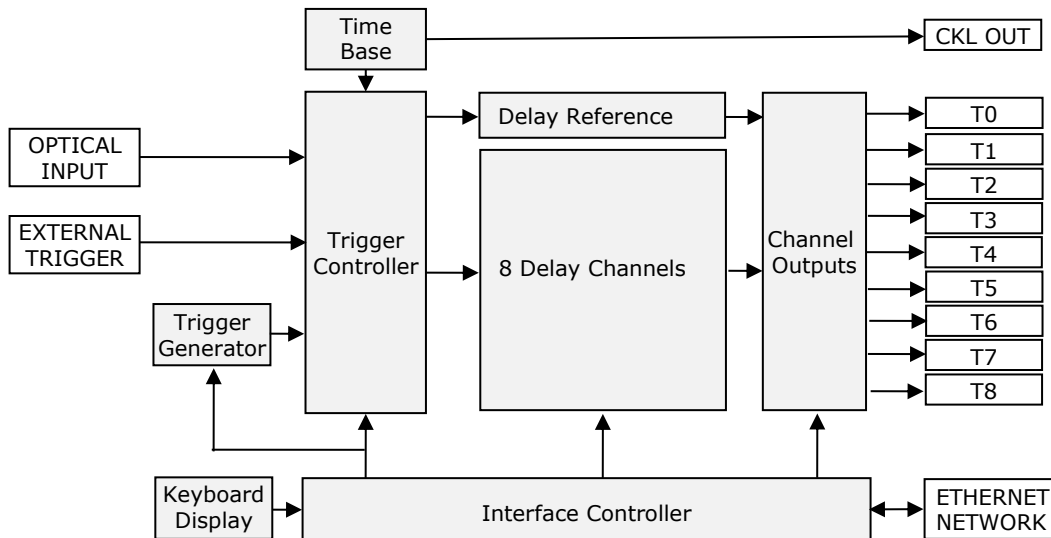 Time
Base
CKL OUT
Delay Reference
T0
OPTICAL
INPUT
T1
T2
EXTERNAL
TRIGGER
Trigger
Controller
8 Delay Channels
Channel
Outputs
T3
T4
T5
Trigger
Generator
T6
T7
T8
Keyboard
Display
Interface Controller
ETHERNET
NETWORK